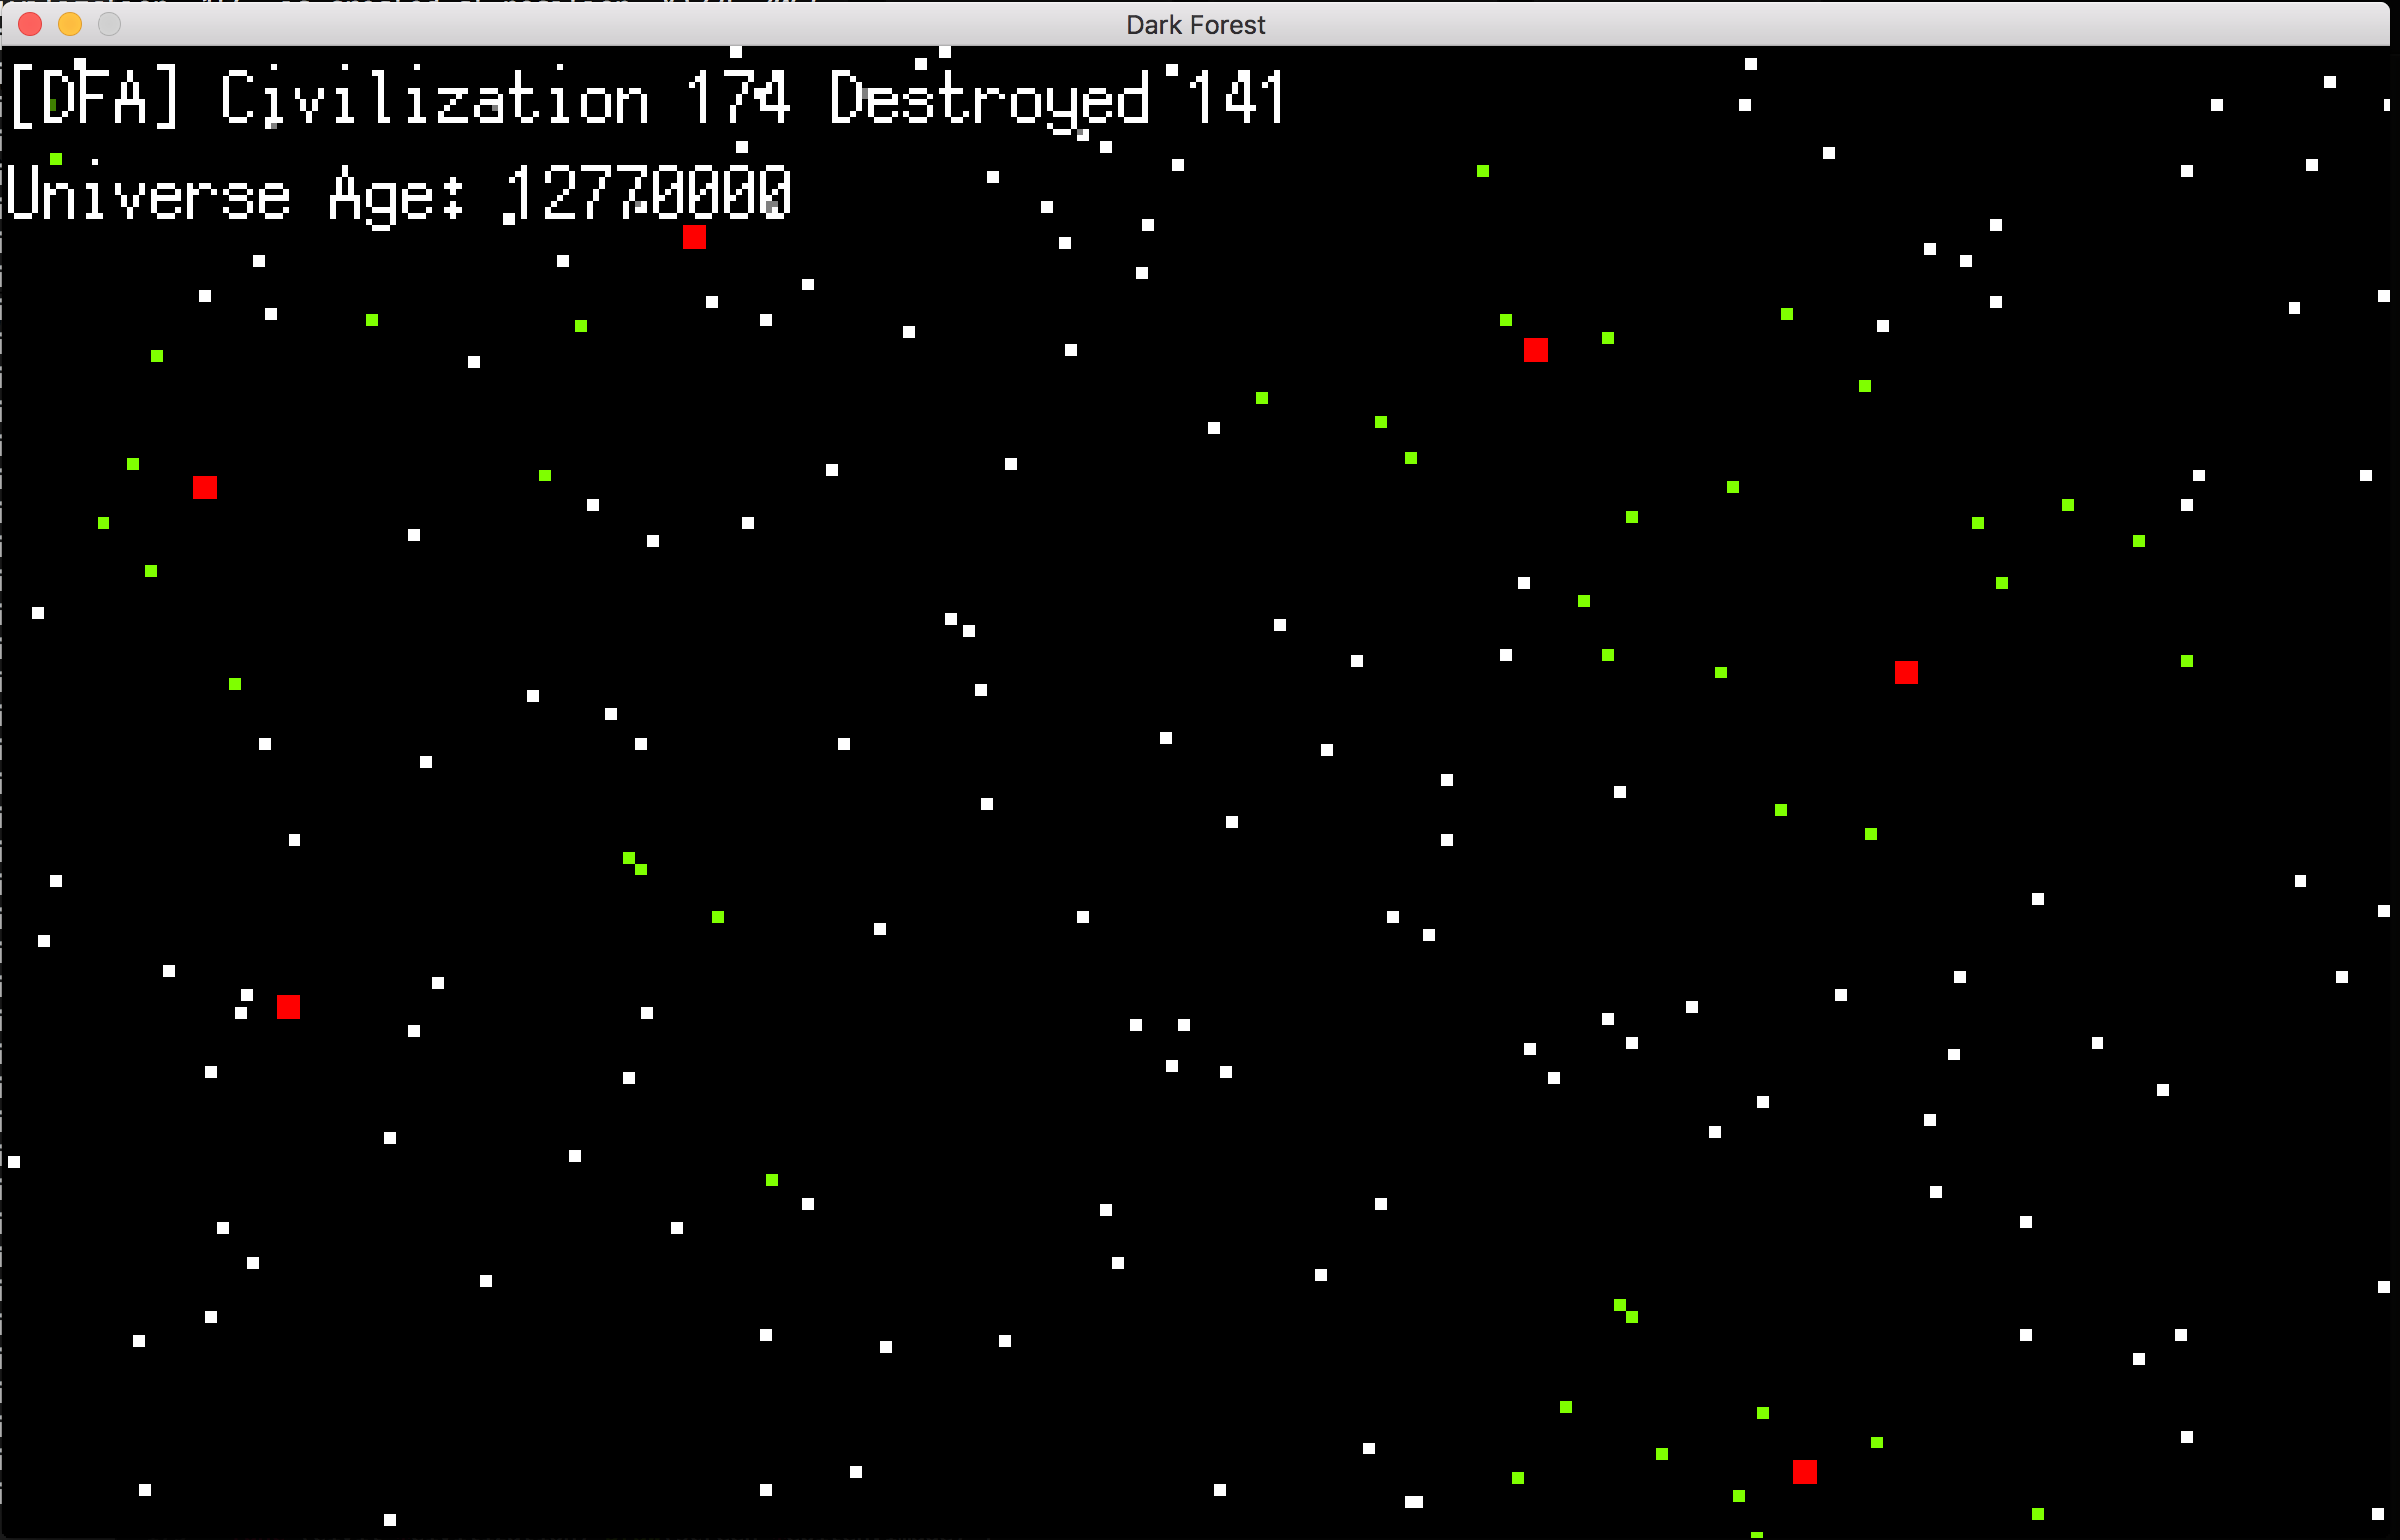 Dark Forest
[DFA] Civilization 174 Destroyed 141
Universe Age: 12770000